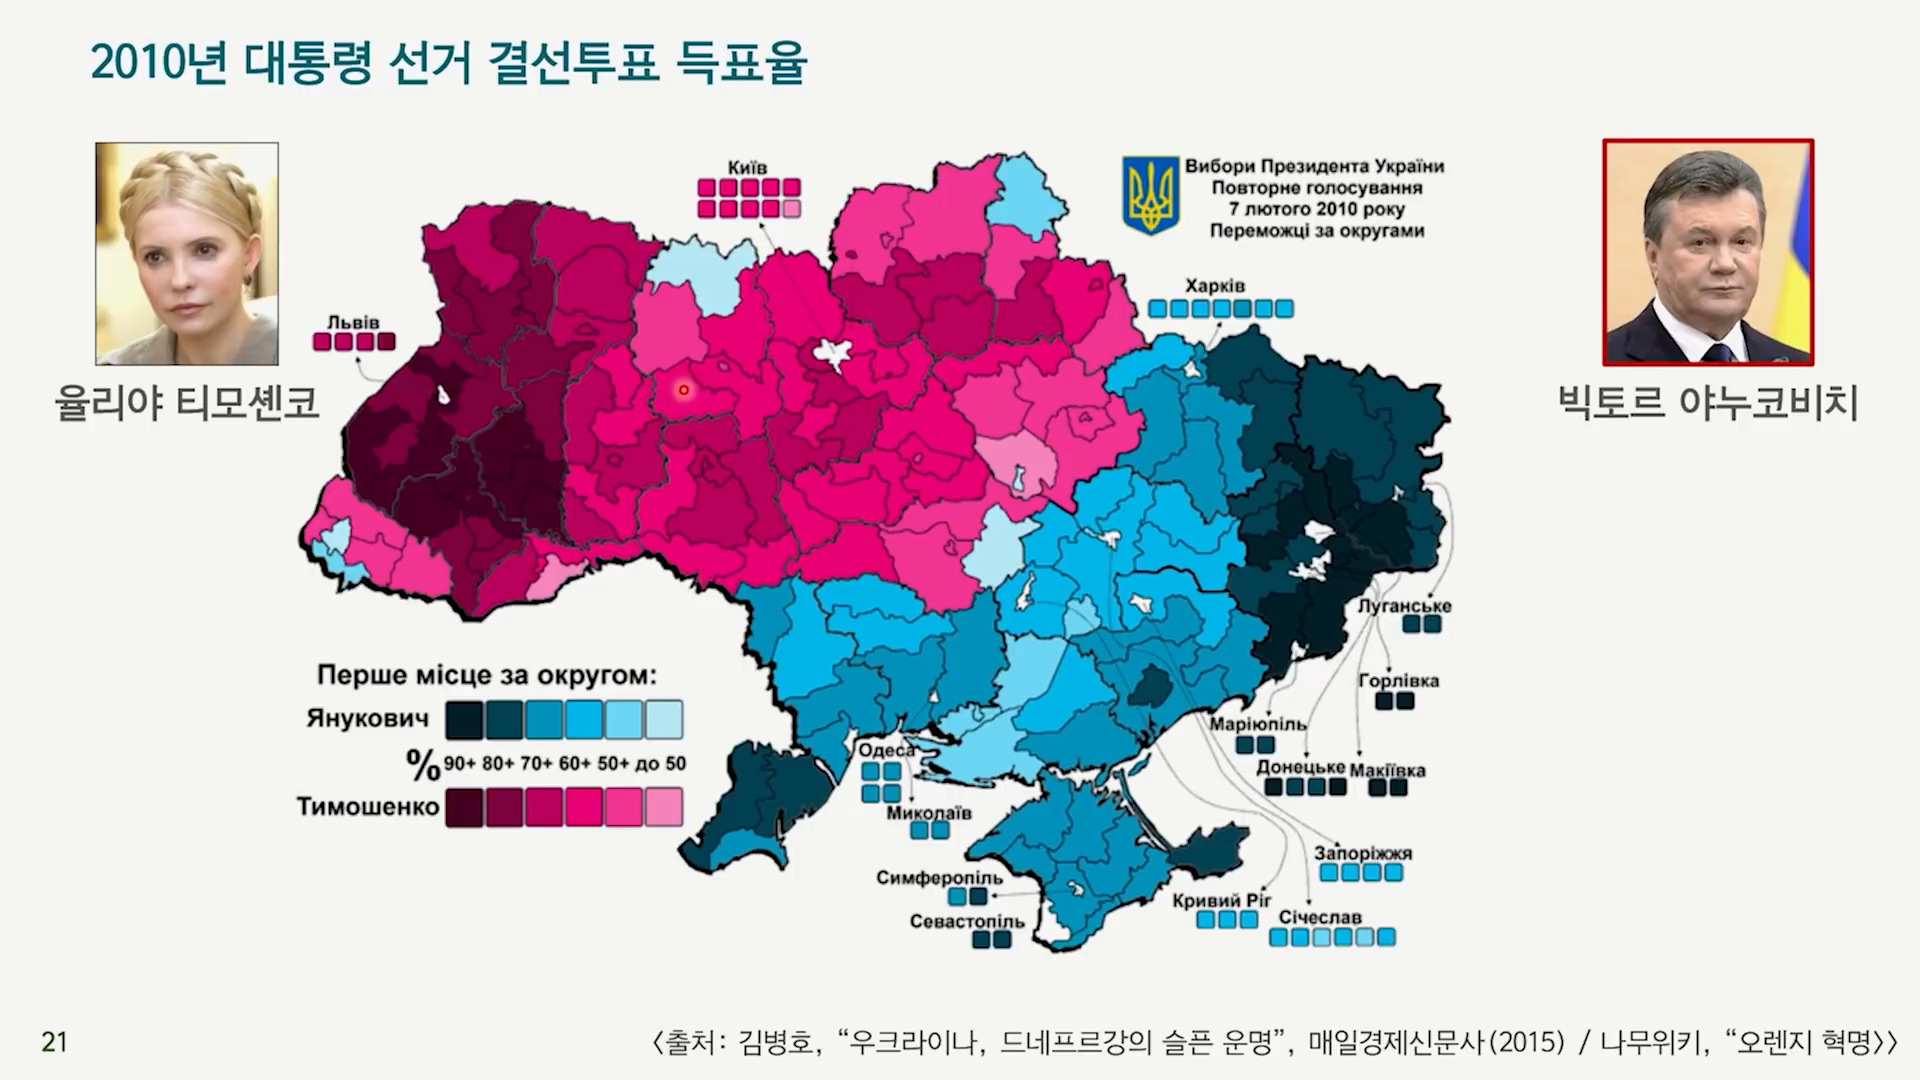 2010년 대통령 선거 결선투표 득표율
율리야 티모셴코
빅토르 야누코비치
Вибори Президента України
Повторне голосування
7 лютого 2010 року
Переможці за округами
Київ
Харків
Львів
Луганське
Горлівка
Маріюпіль
Донецьке
Макіївка
Одеса
Миколаїв
Симферопіль
Севастопіль
Запоріжжя
Кривий Ріг
Січеслав
Перше місце за округом:
Янукович
% 90+ 80+ 70+ 60+ 50+ до 50
Тимошенко
21
<출처: 김병호, “우크라이나, 드네프르강의 슬픈 운명”, 매일경제신문사(2015) / 나무위키, “오렌지 혁명>>